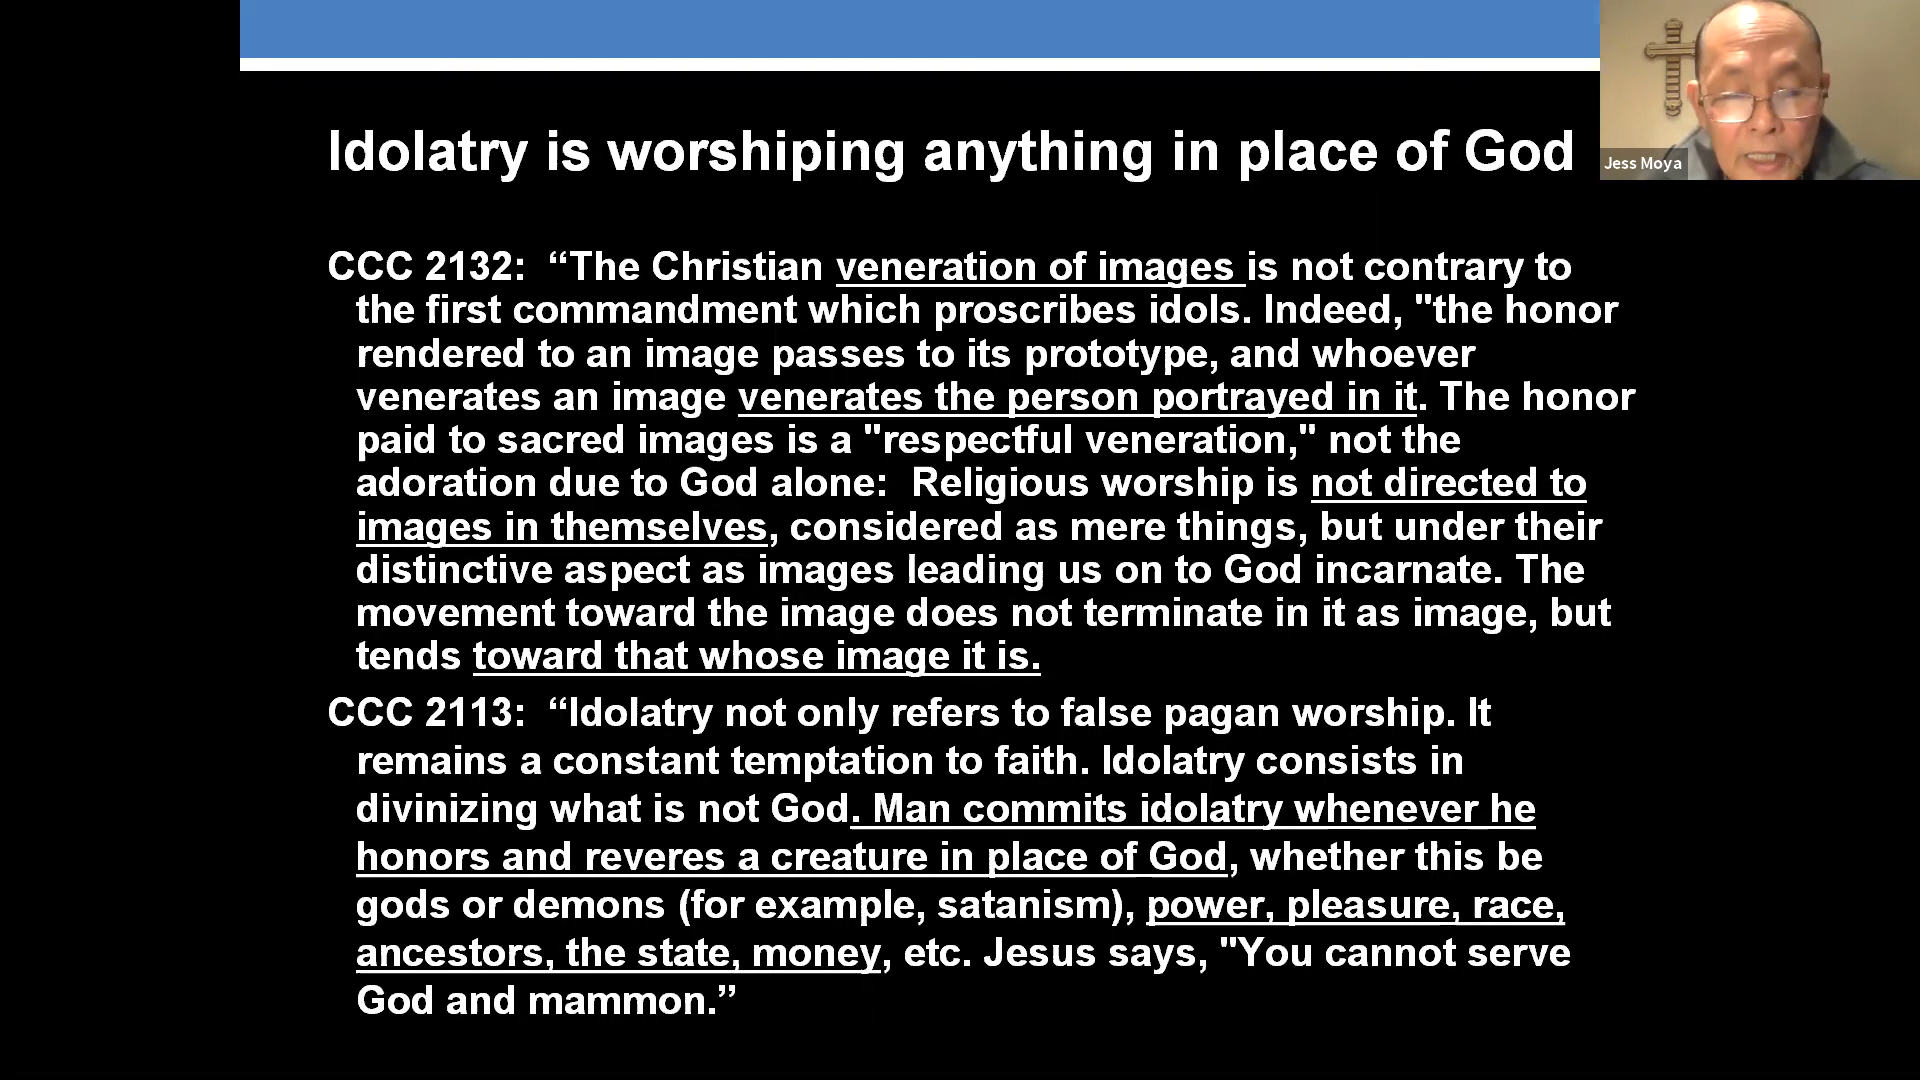 Idolatry is worshiping anything in place of God
Jess Moya
CCC 2132:  “The Christian veneration of images is not contrary to
the first commandment which proscribes idols. Indeed, "the honor
rendered to an image passes to its prototype, and whoever
venerates an image venerates the person portrayed in it. The honor
paid to sacred images is a "respectful veneration," not the
adoration due to God alone:  Religious worship is not directed to
images in themselves, considered as mere things, but under their
distinctive aspect as images leading us on to God incarnate. The
movement toward the image does not terminate in it as image, but
tends toward that whose image it is.
CCC 2113:  “Idolatry not only refers to false pagan worship. It
remains a constant temptation to faith. Idolatry consists in
divinizing what is not God. Man commits idolatry whenever he
honors and reveres a creature in place of God, whether this be
gods or demons (for example, satanism), power, pleasure, race,
ancestors, the state, money, etc. Jesus says, "You cannot serve
God and mammon.”